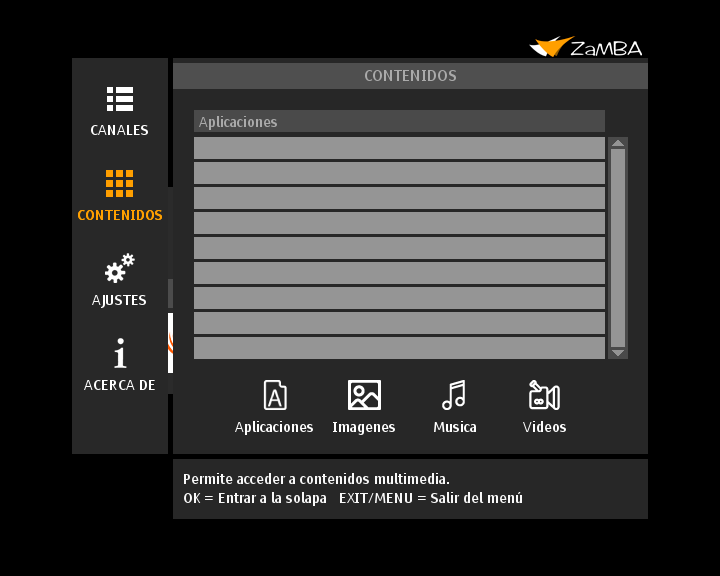 ZaMBA
CONTENIDOS
CANALES
CONTENIDOS
AJUSTES
ACERCA DE
Aplicaciones
Aplicaciones Imagenes Musica Videos
Permite acceder a contenidos multimedia.
OK = Entrar a la solapa EXIT/MENU = Salir del menú